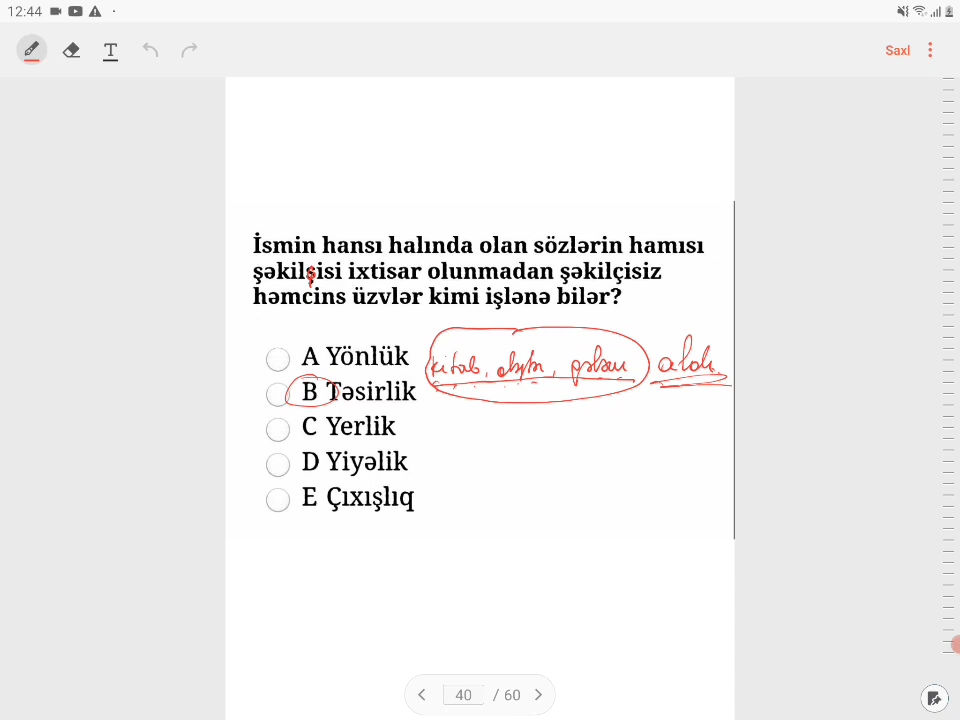 12:44
T
Saxl
İsmin hansı halında olan sözlərin hamısı
şəkilçisi ixtisar olunmadan şəkilçisiz
həmcins üzvlər kimi işlənə bilər?
A Yönlük
kitab, dəftər, qələm aldı.
B Təsirlik
C Yerlik
D Yiyəlik
E Çıxışlıq
40 / 60